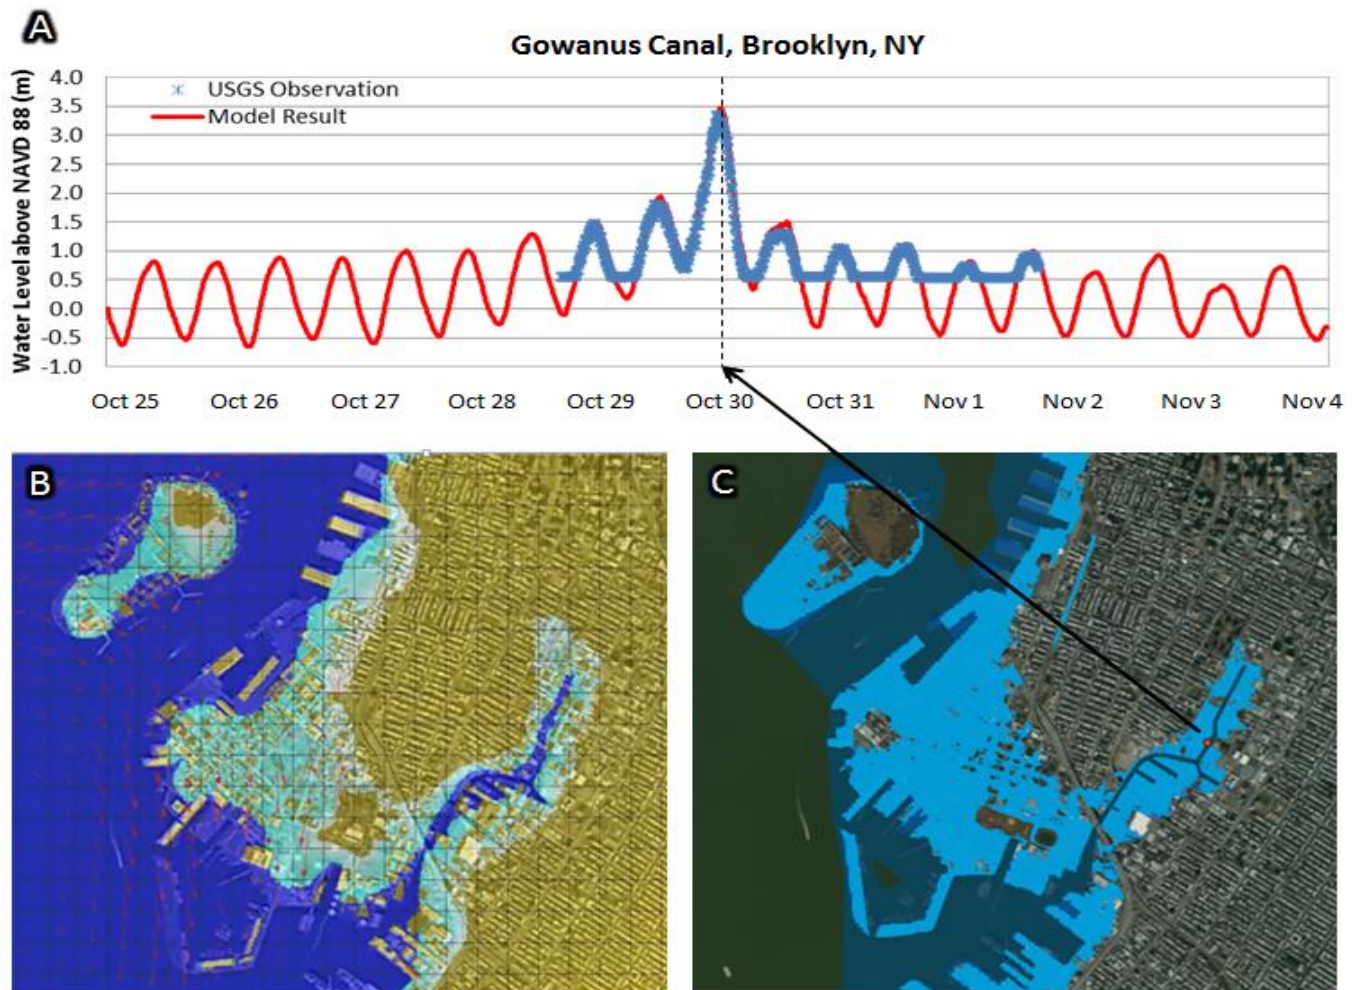 A
Gowanus Canal, Brooklyn, NY
Water Level above NAVD 88 (m)
4.0
3.5
3.0
2.5
2.0
1.5
1.0
0.5
0.0
-0.5
-1.0
USGS Observation
Model Result
Oct 25 Oct 26 Oct 27 Oct 28 Oct 29 Oct 30 Oct 31 Nov 1 Nov 2 Nov 3 Nov 4
B
C